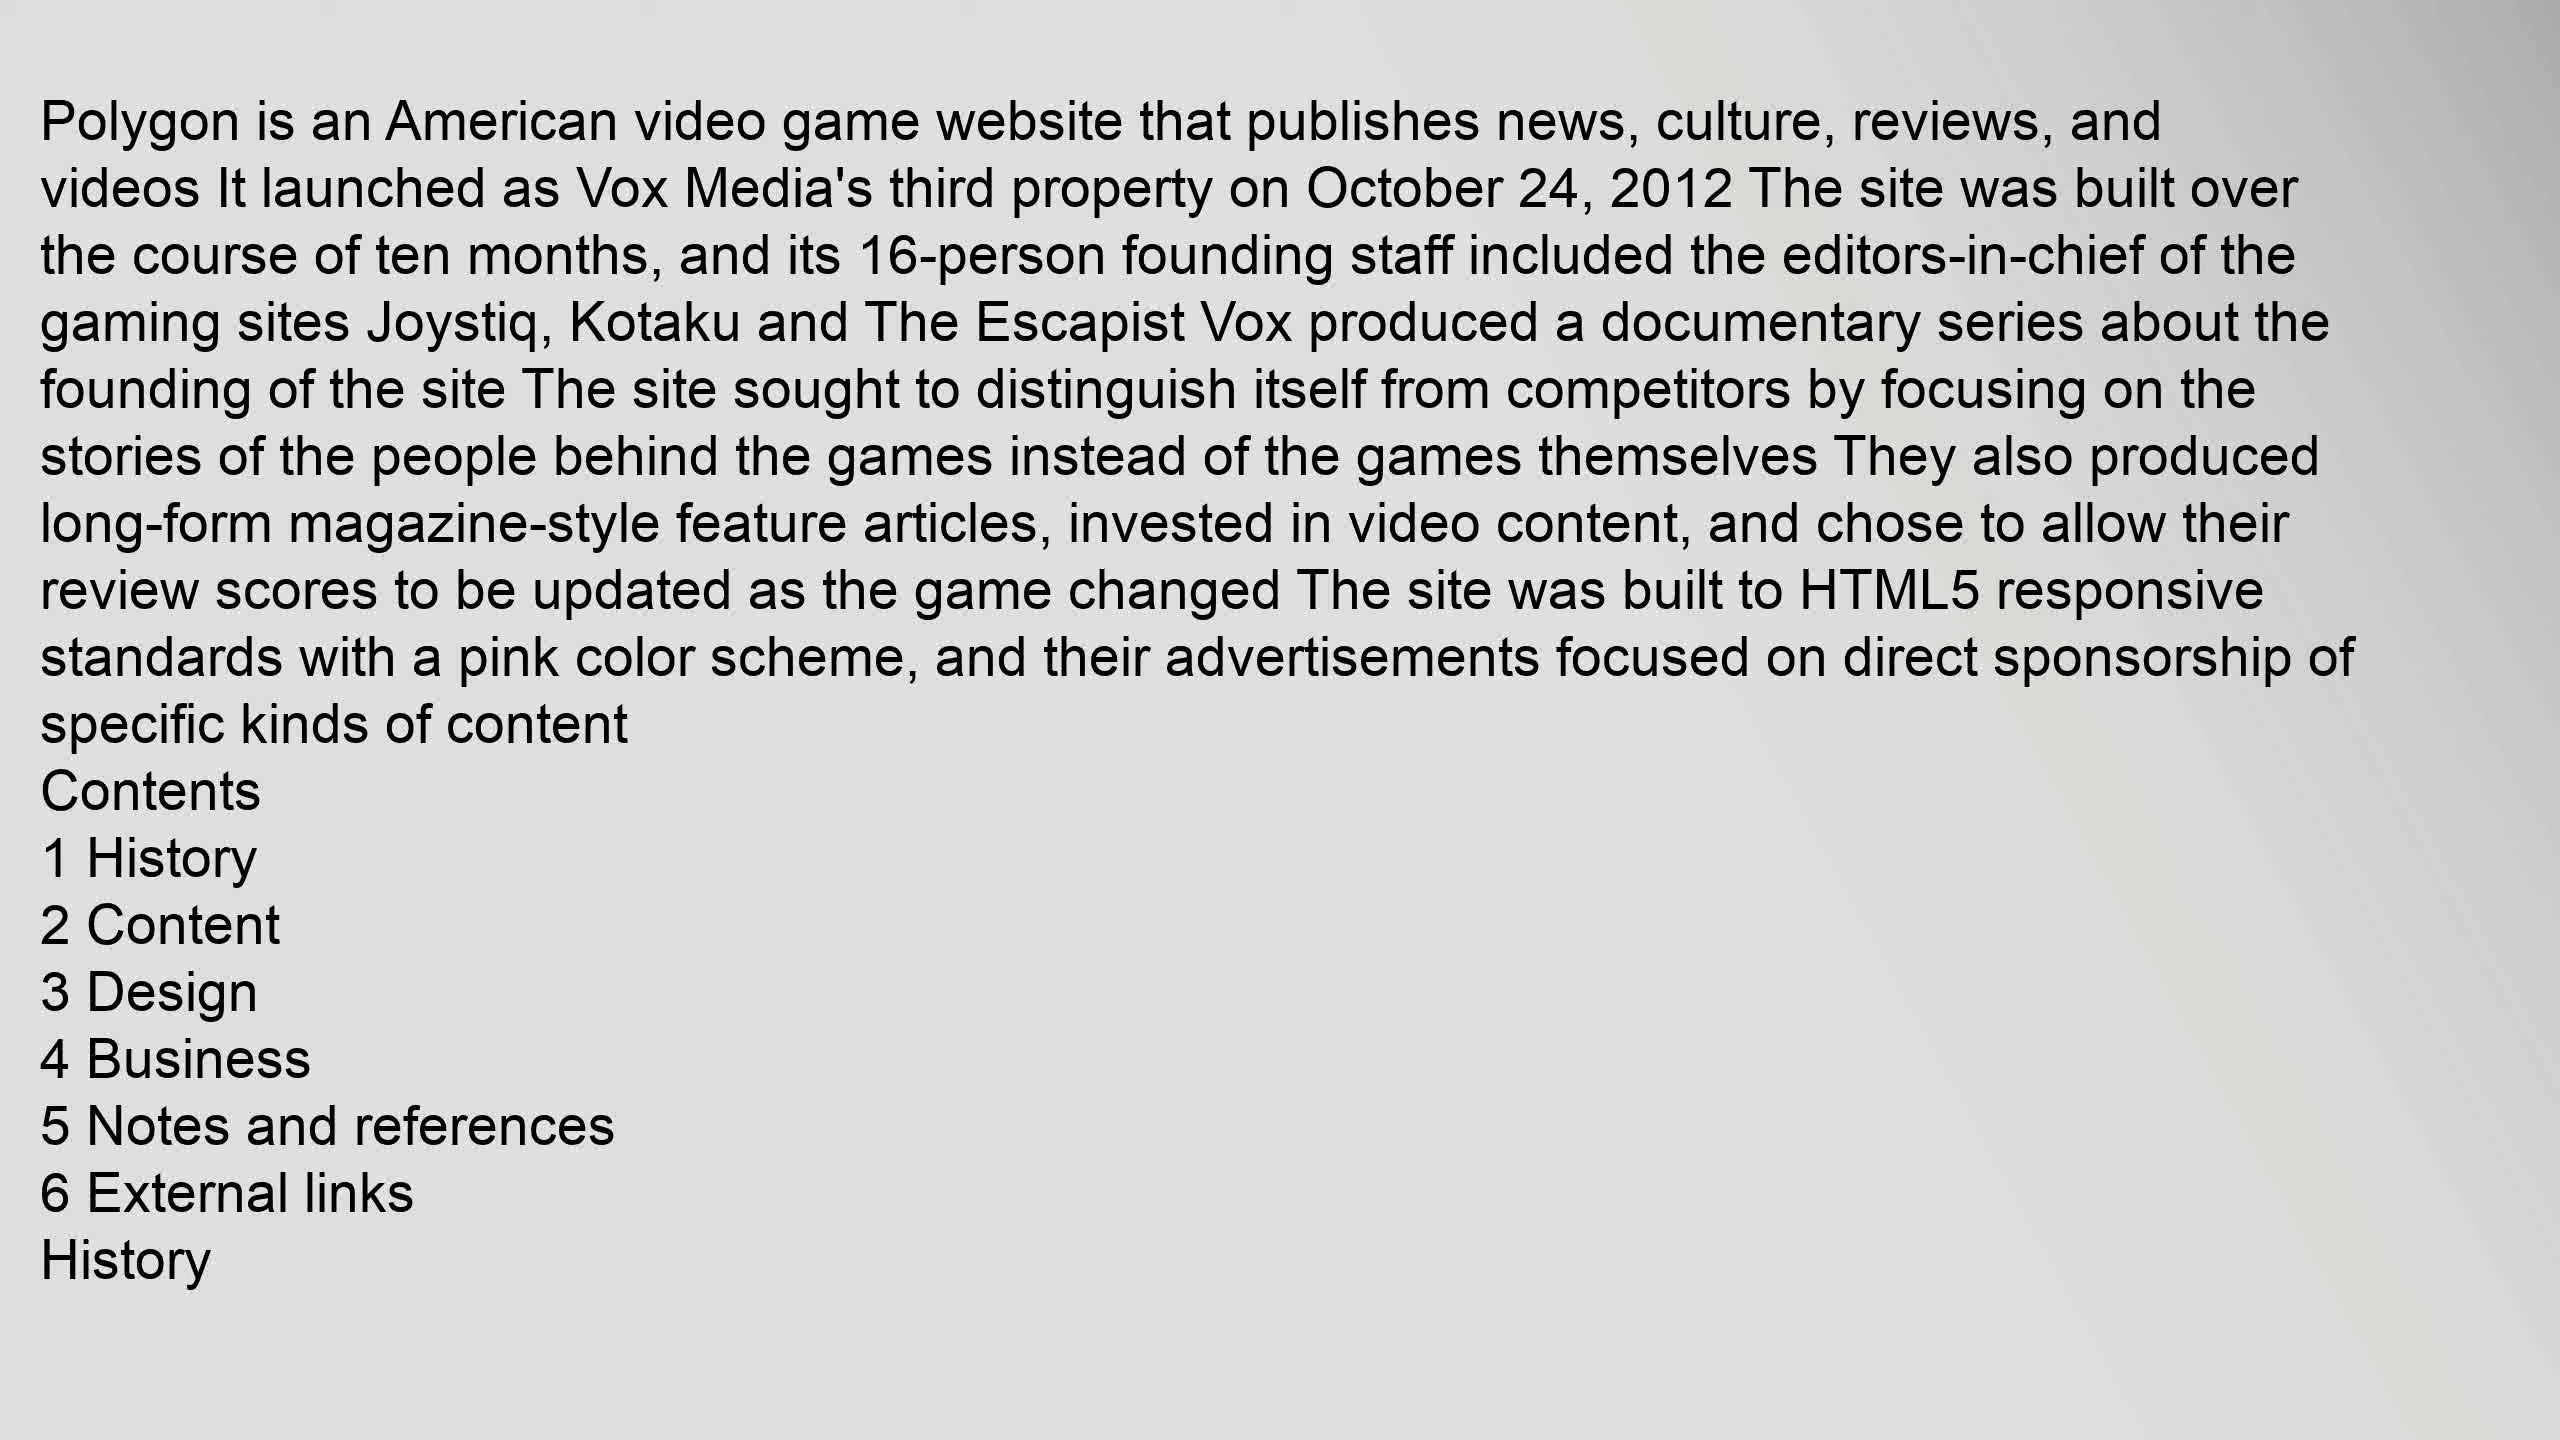 Polygon is an American video game website that publishes news, culture, reviews, and
videos It launched as Vox Media's third property on October 24, 2012 The site was built over
the course of ten months, and its 16-person founding staff included the editors-in-chief of the
gaming sites Joystiq, Kotaku and The Escapist Vox produced a documentary series about the
founding of the site The site sought to distinguish itself from competitors by focusing on the
stories of the people behind the games instead of the games themselves They also produced
long-form magazine-style feature articles, invested in video content, and chose to allow their
review scores to be updated as the game changed The site was built to HTML5 responsive
standards with a pink color scheme, and their advertisements focused on direct sponsorship of
specific kinds of content
Contents
1 History
2 Content
3 Design
4 Business
5 Notes and references
6 External links
History